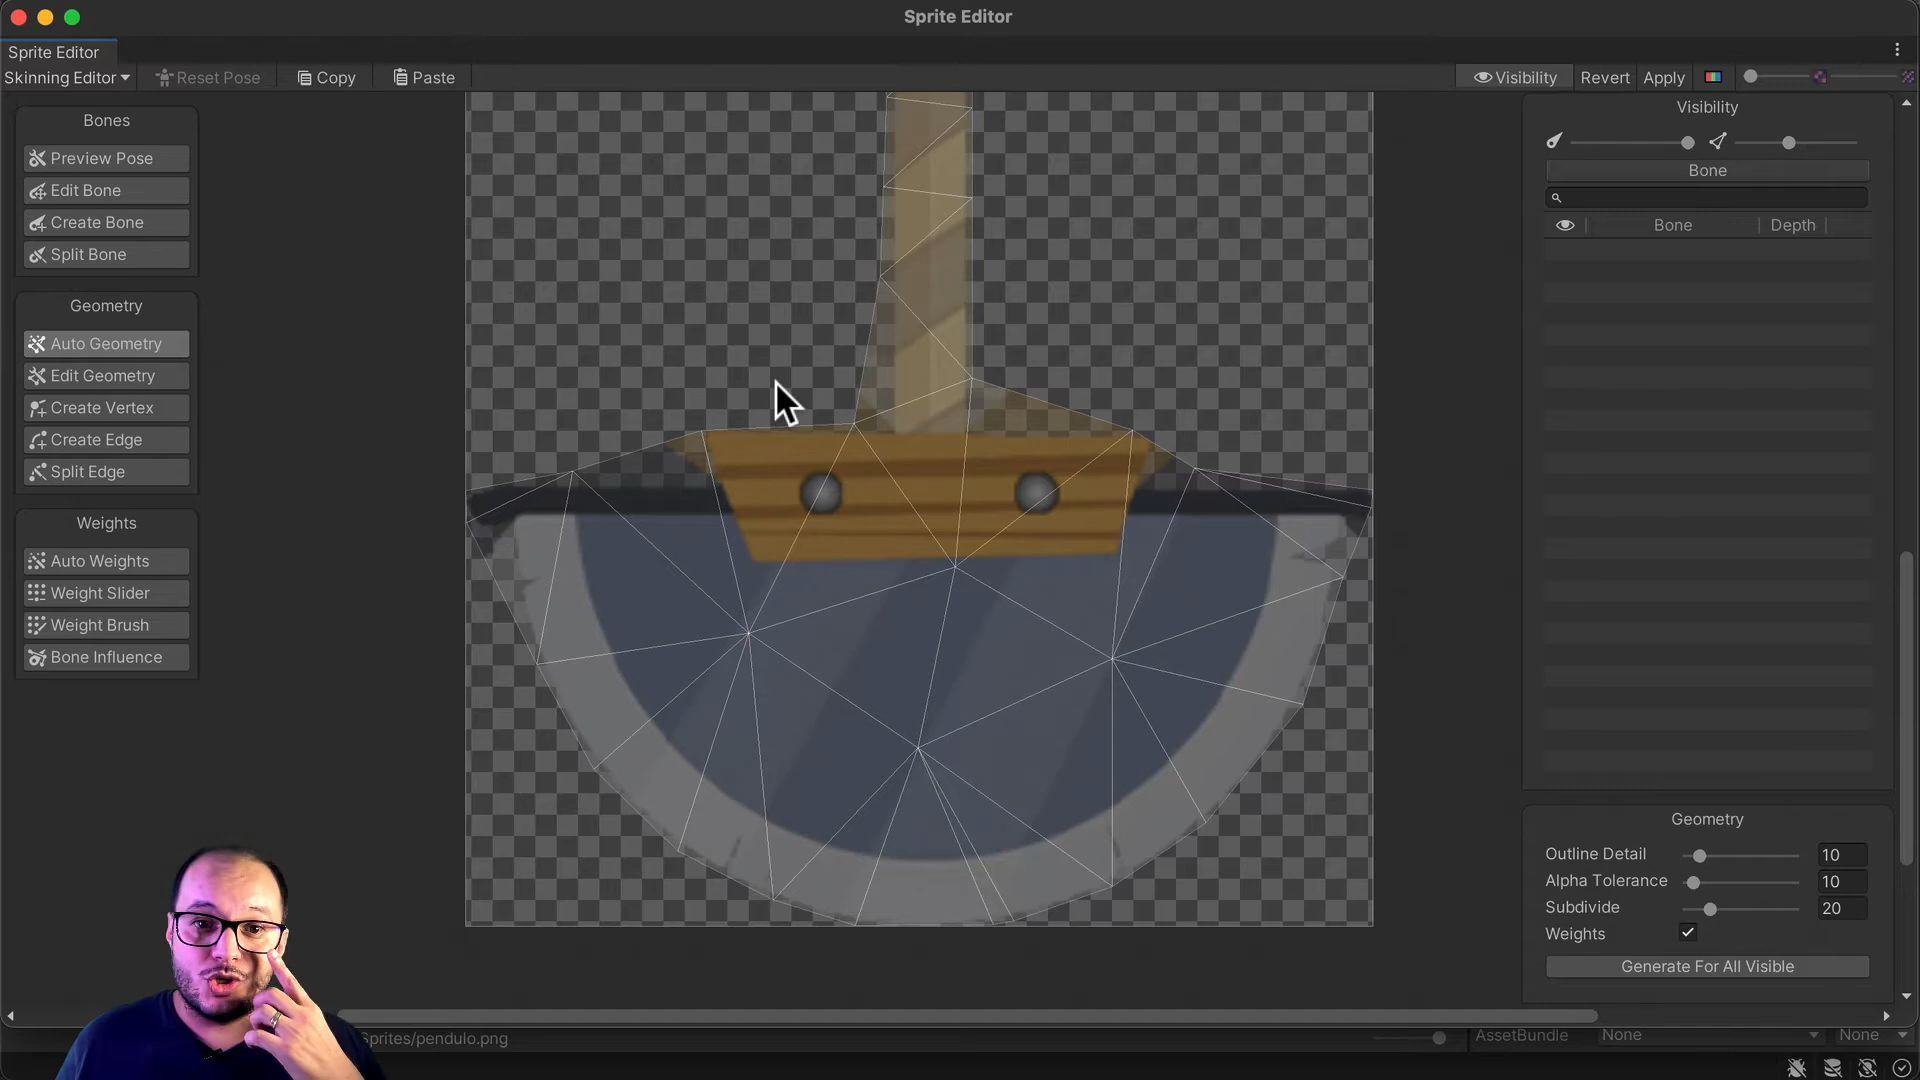 Sprite Editor
Sprite Editor
Skinning Editor
Reset Pose
Copy
Paste
Visibility
Revert
Apply
Bones
Preview Pose
Edit Bone
Create Bone
Split Bone
Geometry
Auto Geometry
Edit Geometry
Create Vertex
Create Edge
Split Edge
Weights
Auto Weights
Weight Slider
Weight Brush
Bone Influence
Visibility
Bone
Bone Depth
Geometry
Outline Detail 10
Alpha Tolerance 10
Subdivide 20
Weights
Generate For All Visible
Sprites/pendulo.png
AssetBundle None None